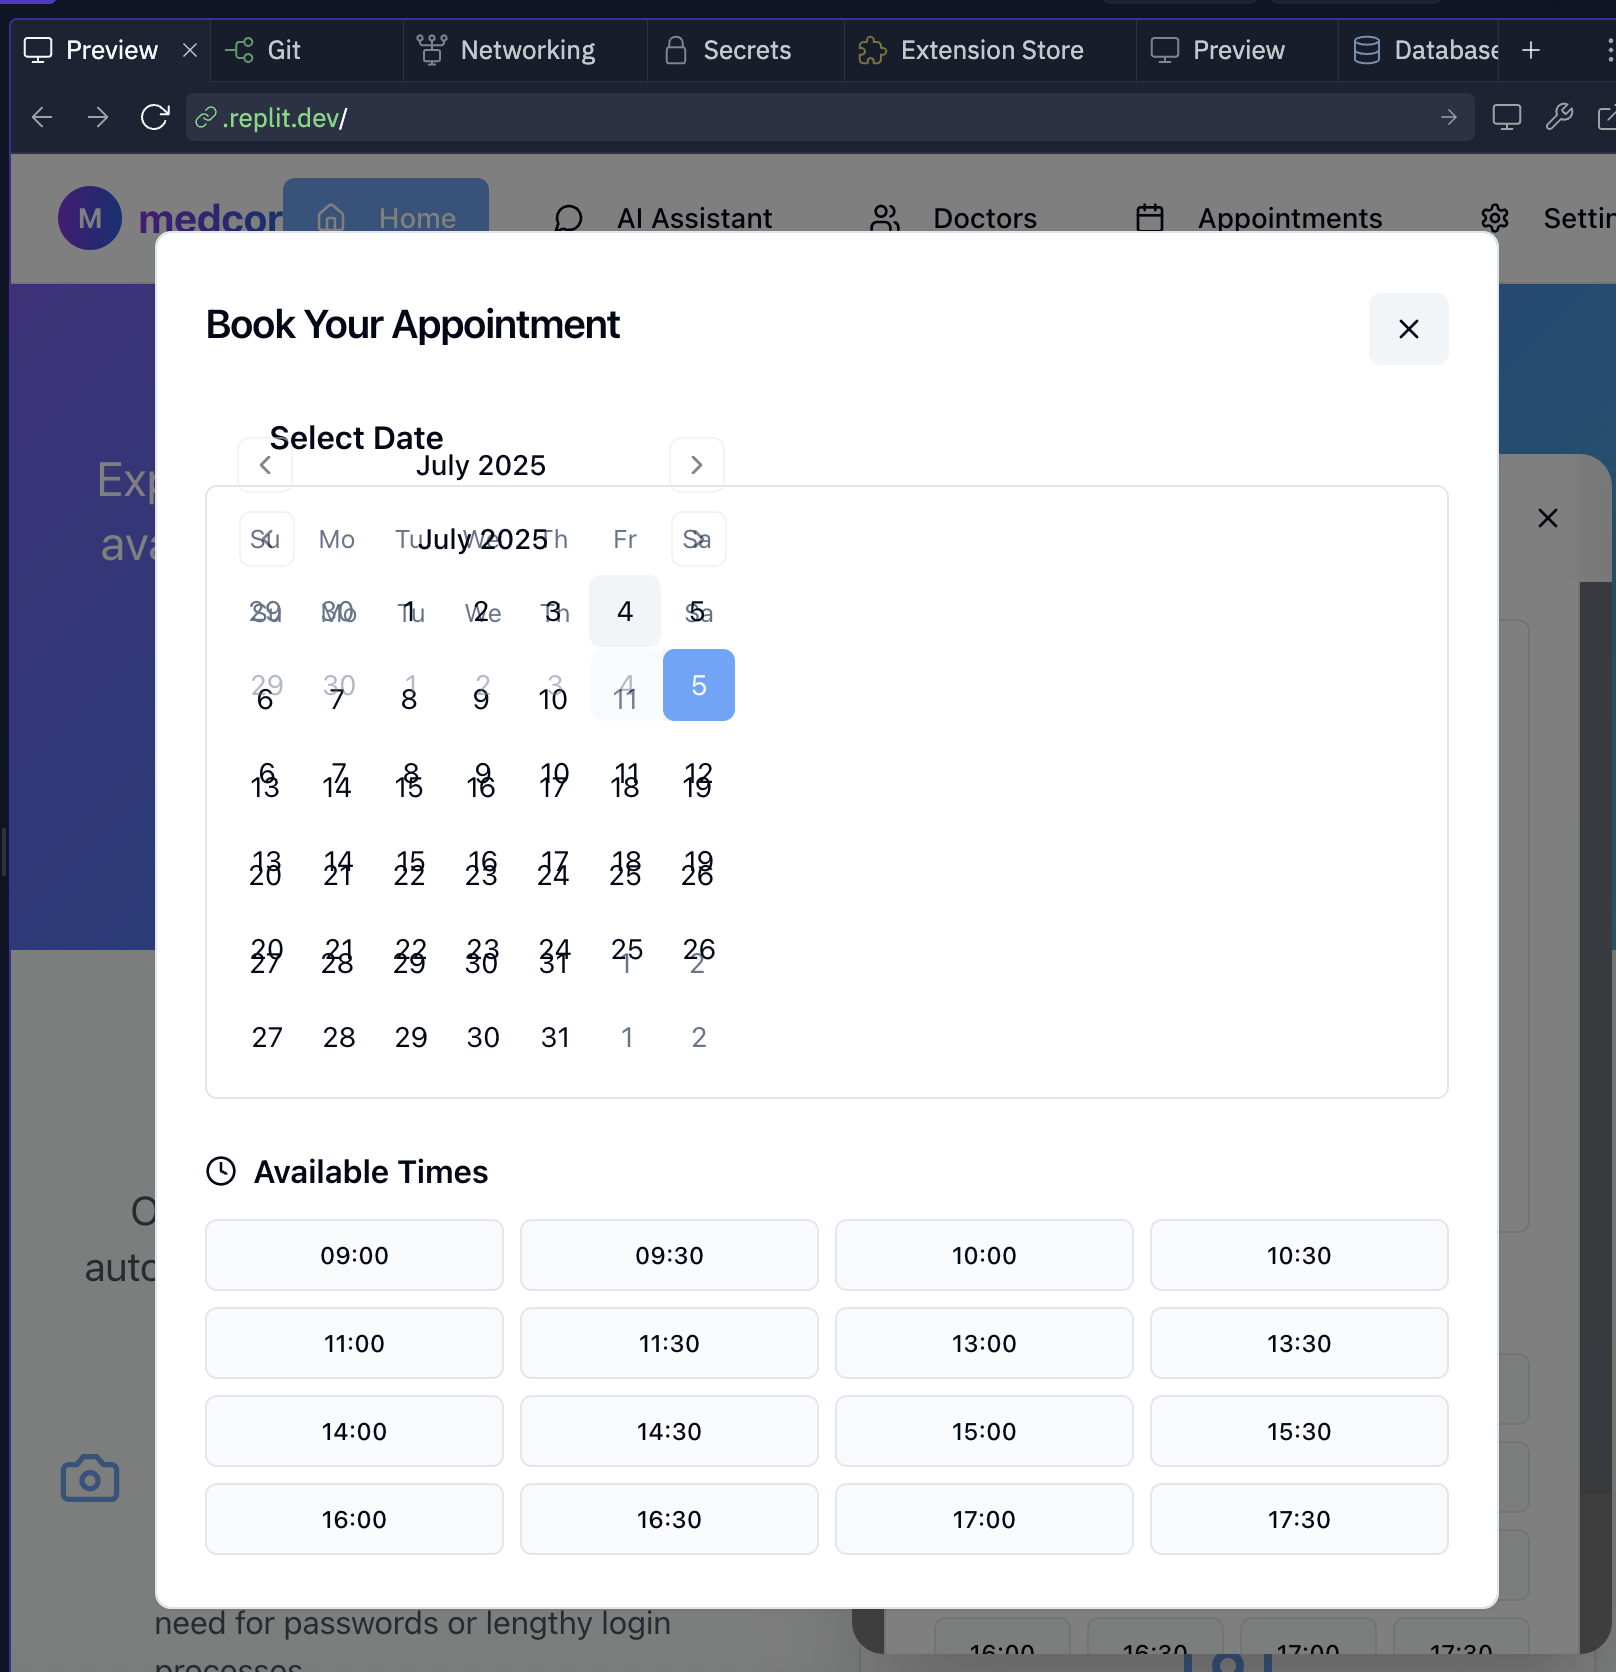 Preview
Git
Networking
Secrets
Extension Store
Preview
Database
.replit.dev/
M
medcor
Home
AI Assistant
Doctors
Appointments
Settin
Book Your Appointment
Select Date
July 2025
Su Mo Tu We Th Fr Sa
July 2025
29 30 1 2 3 4 5
Su Mo Tu We Th Sa
29 30 1 2 3 4 5
6 7 8 9 10 11
6 7 8 9 10 11 12
13 14 15 16 17 18 19
13 14 15 16 17 18 19
20 21 22 23 24 25 26
20 21 22 23 24 25 26
27 28 29 30 31 1 2
27 28 29 30 31 1 2
Available Times
09:00 09:30 10:00 10:30
11:00 11:30 13:00 13:30
14:00 14:30 15:00 15:30
16:00 16:30 17:00 17:30
Exp
ava
auto
need for passwords or lengthy login
processes
16:00 16:30 17:00 17:30